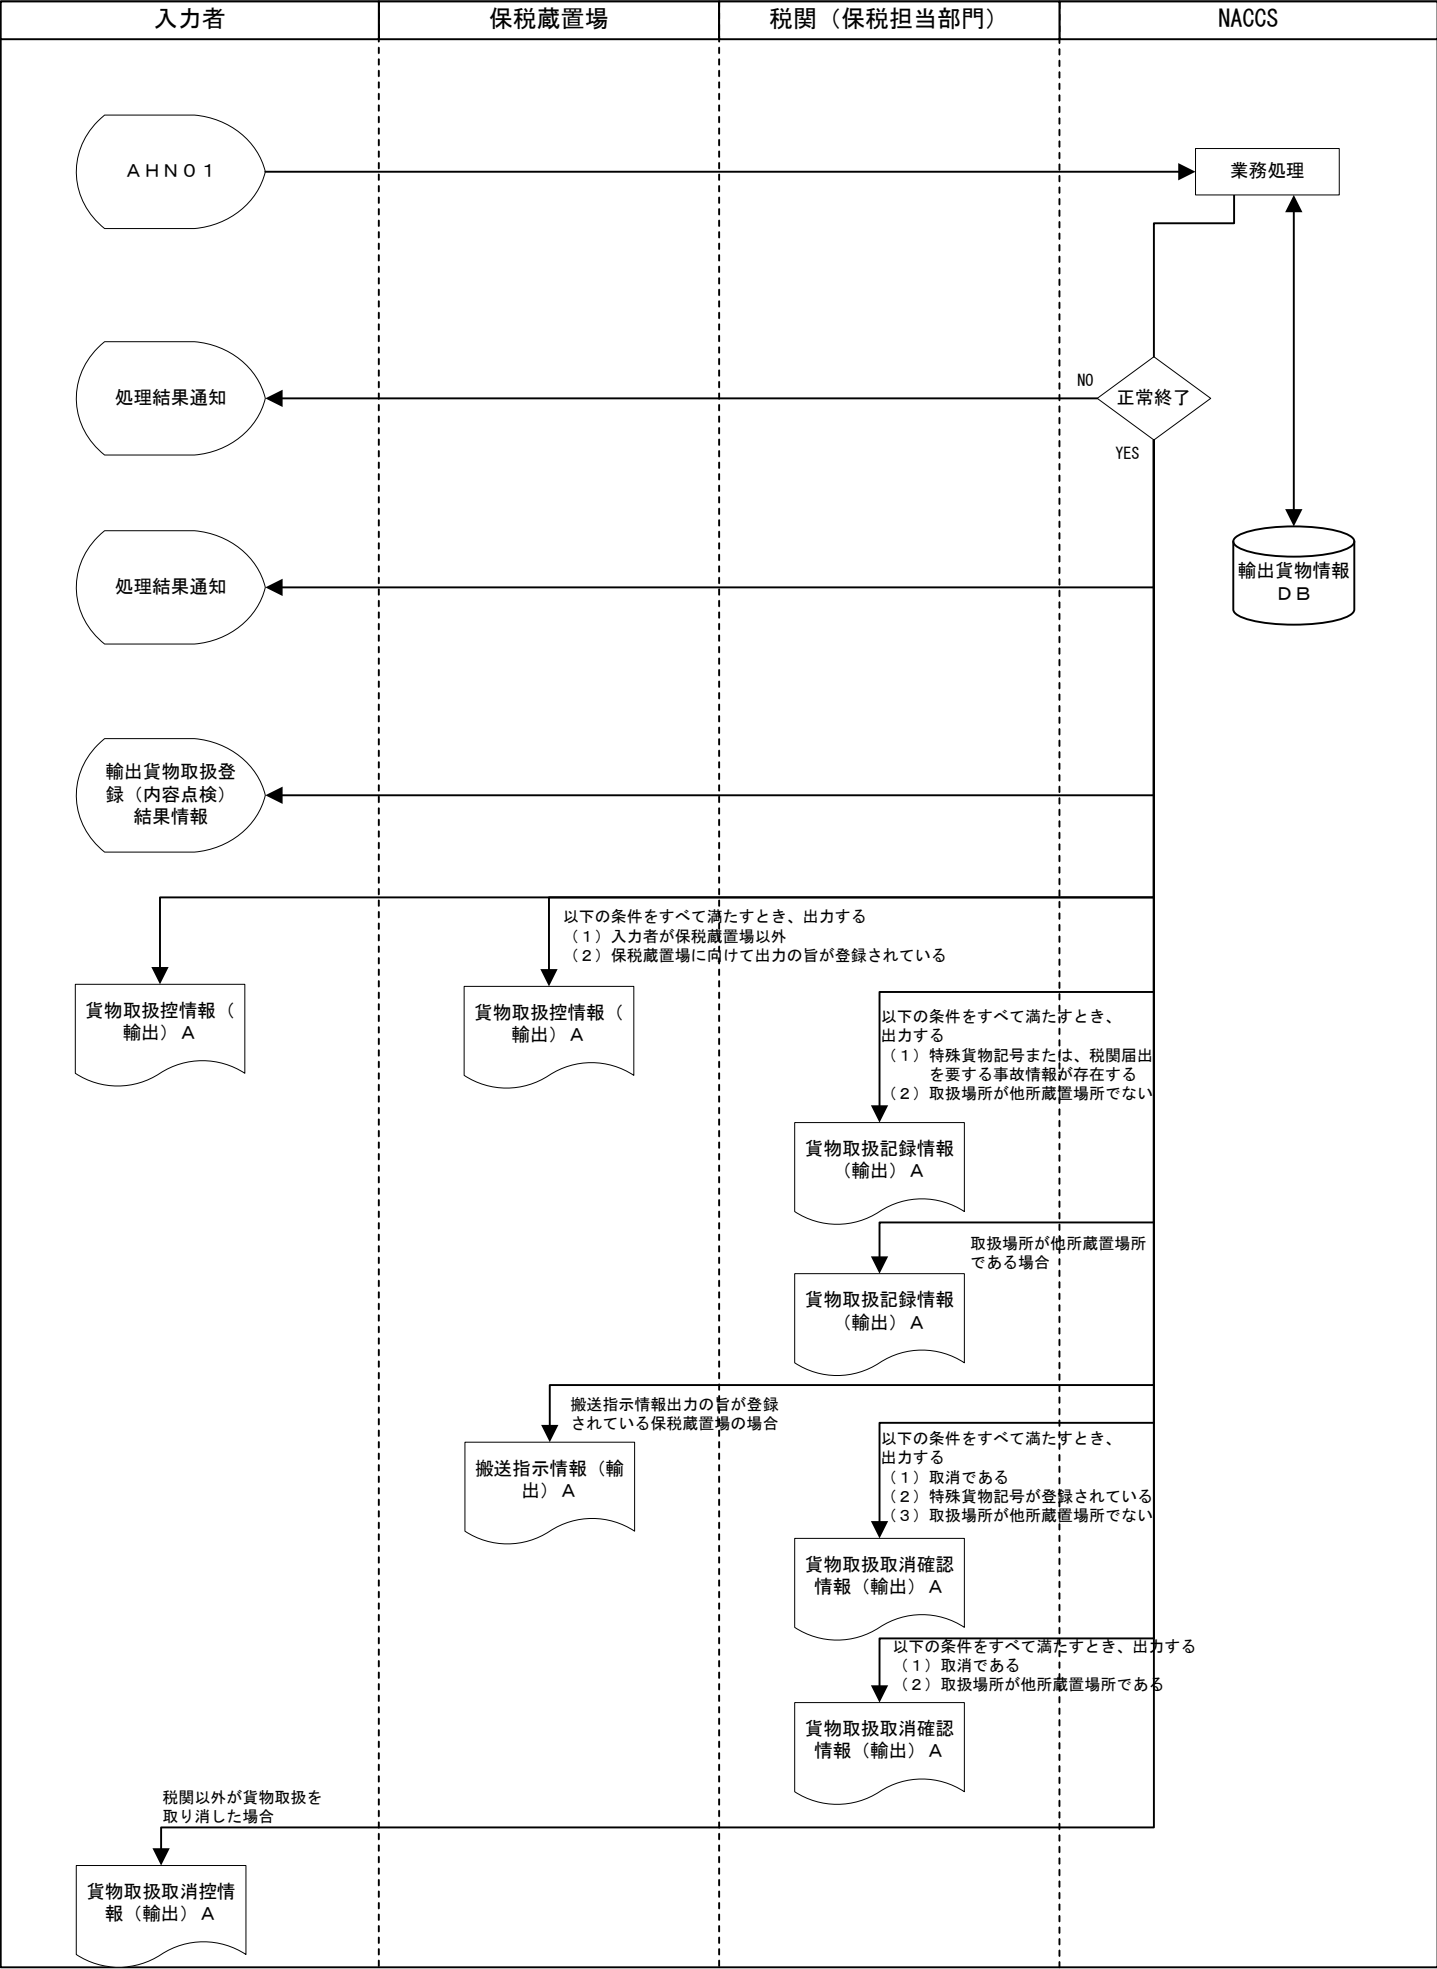 入力者
保税蔵置場
税関（保税担当部門）
NACCS
ＡＨＮ０１
業務処理
処理結果通知
NO
正常終了
YES
処理結果通知
輸出貨物情報
ＤＢ
輸出貨物取扱登
録（内容点検）
結果情報
以下の条件をすべて満たすとき、出力する
（１）入力者が保税蔵置場以外
（２）保税蔵置場に向けて出力の旨が登録されている
貨物取扱控情報（
輸出）Ａ
貨物取扱控情報（
輸出）Ａ
以下の条件をすべて満たすとき、
出力する
（１）特殊貨物記号または、税関届出
を要する事故情報が存在する
（２）取扱場所が他所蔵置場所でない
貨物取扱記録情報
（輸出）Ａ
取扱場所が他所蔵置場所
である場合
貨物取扱記録情報
（輸出）Ａ
搬送指示情報出力の旨が登録
されている保税蔵置場の場合
搬送指示情報（輸
出）Ａ
以下の条件をすべて満たすとき、
出力する
（１）取消である
（２）特殊貨物記号が登録されている
（３）取扱場所が他所蔵置場所でない
貨物取扱取消確認
情報（輸出）Ａ
以下の条件をすべて満たすとき、出力する
（１）取消である
（２）取扱場所が他所蔵置場所である
貨物取扱取消確認
情報（輸出）Ａ
税関以外が貨物取扱を
取り消した場合
貨物取扱取消控情
報（輸出）Ａ